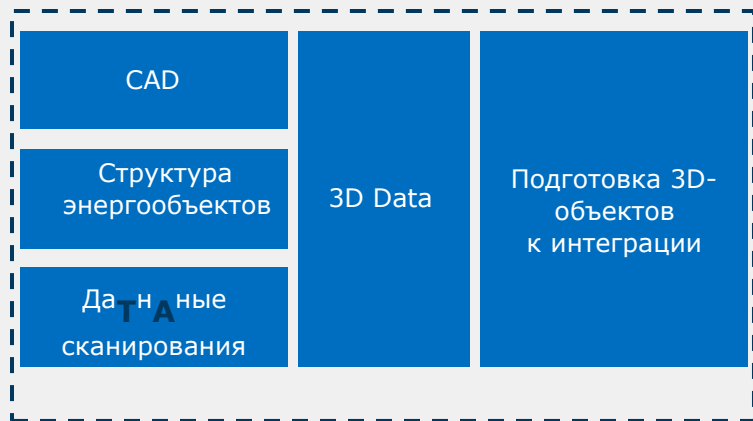 CAD
Структура
энергообъектов
Данные
Т А
сканирования
3D Data
Подготовка 3D-
объектов
к интеграции